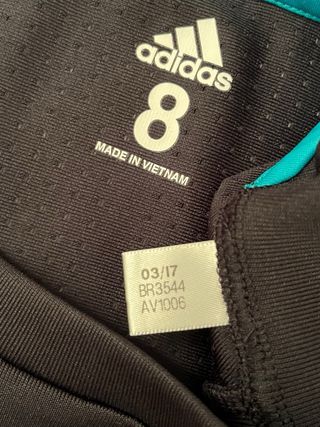 adidas
8
MADE IN VIETNAM
03/17
BR3544
AV1006